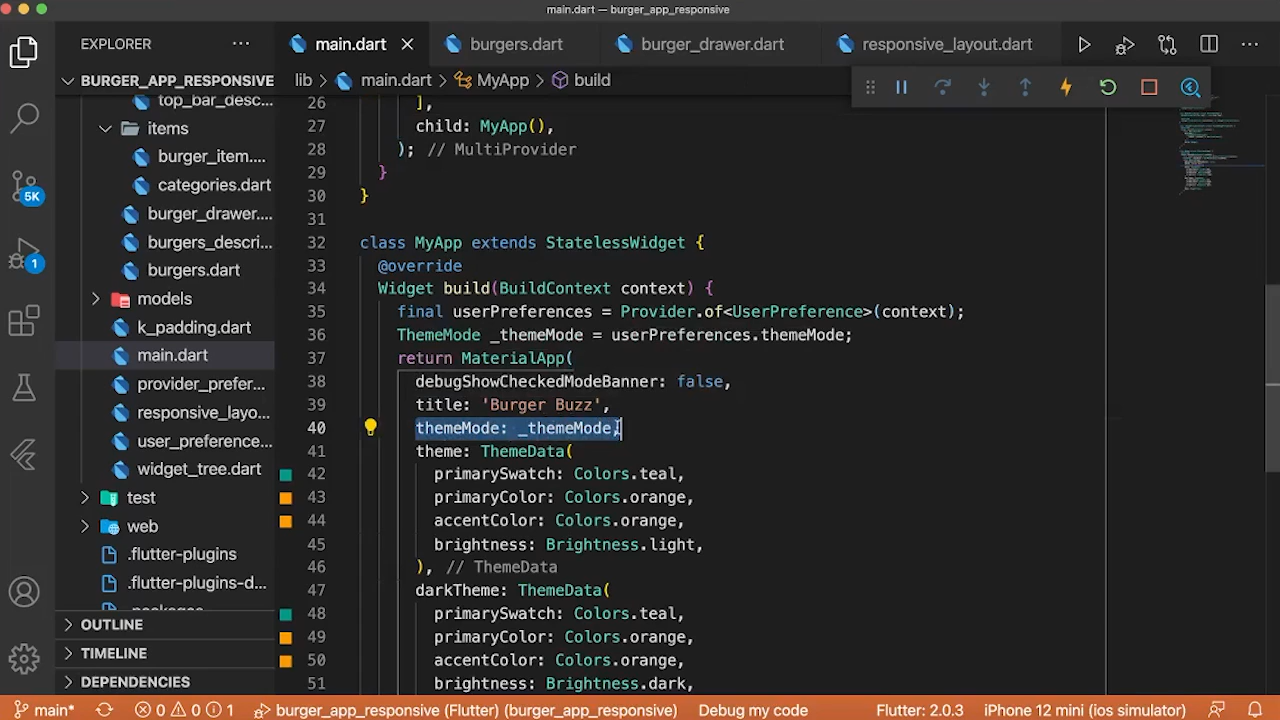 main.dart — burger_app_responsive
EXPLORER
main.dart
burgers.dart
burger_drawer.dart
responsive_layout.dart
BURGER_APP_RESPONSIVE
lib > main.dart > MyApp > build
top_bar_desc...
items
burger_item....
categories.dart
burger_drawer....
burgers_descri...
burgers.dart
models
k_padding.dart
main.dart
provider_prefer...
responsive_layo...
user_preference...
widget_tree.dart
test
web
.flutter-plugins
.flutter-plugins-d...
.packages
OUTLINE
TIMELINE
DEPENDENCIES
5K
1
26 ],
27 child: MyApp(),
28 ); // MultiProvider
29 }
30 }
31
32 class MyApp extends StatelessWidget {
33 @override
34 Widget build(BuildContext context) {
35 final userPreferences = Provider.of<UserPreference>(context);
36 ThemeMode _themeMode = userPreferences.themeMode;
37 return MaterialApp(
38 debugShowCheckedModeBanner: false,
39 title: 'Burger Buzz',
40 themeMode: _themeMode,
41 theme: ThemeData(
42 primarySwatch: Colors.teal,
43 primaryColor: Colors.orange,
44 accentColor: Colors.orange,
45 brightness: Brightness.light,
46 ), // ThemeData
47 darkTheme: ThemeData(
48 primarySwatch: Colors.teal,
49 primaryColor: Colors.orange,
50 accentColor: Colors.orange,
51 brightness: Brightness.dark,
main* 0 0 1 burger_app_responsive (Flutter) (burger_app_responsive) Debug my code Flutter: 2.0.3 iPhone 12 mini (ios simulator)